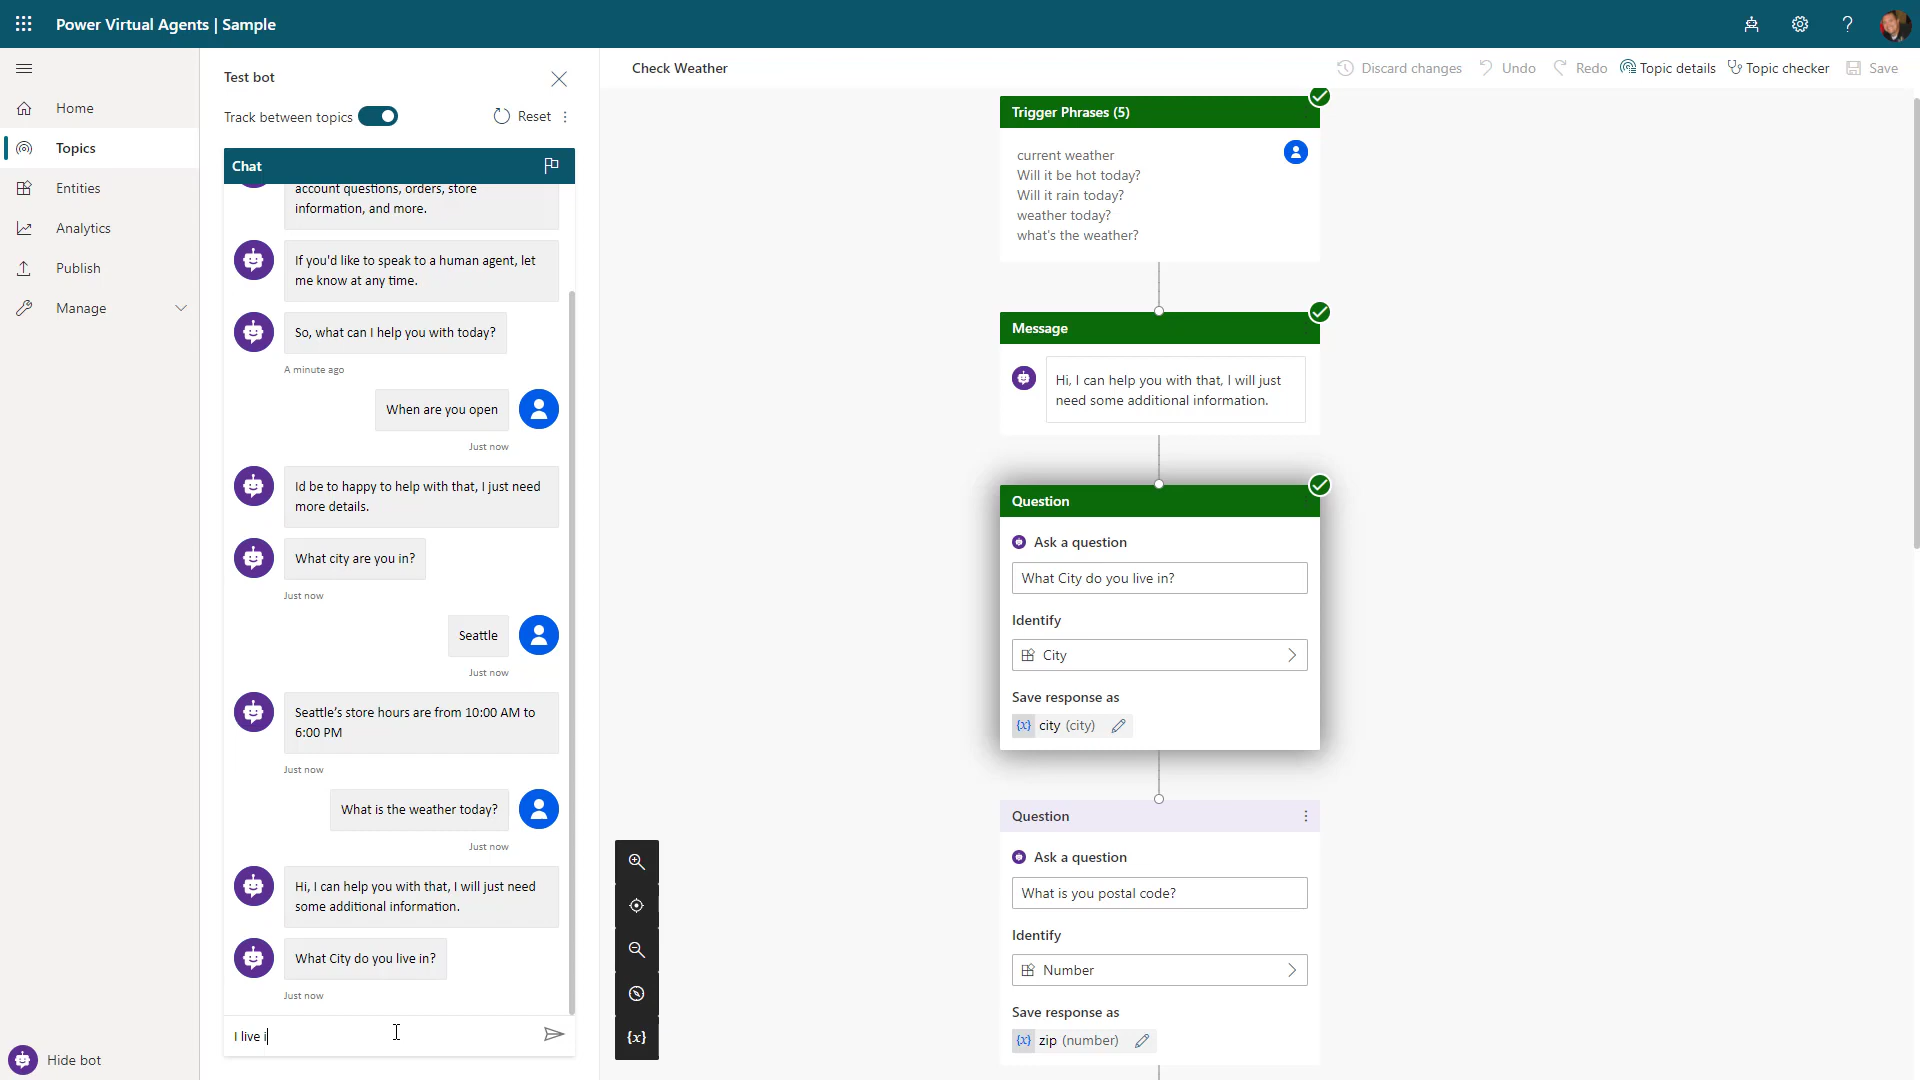 Power Virtual Agents | Sample
Home
Topics
Entities
Analytics
Publish
Manage
Hide bot
Test bot
Track between topics
Reset
Chat
account questions, orders, store
information, and more.
If you'd like to speak to a human agent, let
me know at any time.
So, what can I help you with today?
A minute ago
When are you open
Just now
Id be to happy to help with that, I just need
more details.
What city are you in?
Just now
Seattle
Just now
Seattle’s store hours are from 10:00 AM to
6:00 PM
Just now
What is the weather today?
Just now
Hi, I can help you with that, I will just need
some additional information.
What City do you live in?
Just now
I live i
Check Weather
Discard changes
Undo
Redo
Topic details
Topic checker
Save
Trigger Phrases (5)
current weather
Will it be hot today?
Will it rain today?
weather today?
what's the weather?
Message
Hi, I can help you with that, I will just
need some additional information.
Question
Ask a question
What City do you live in?
Identify
City
Save response as
{x} city (city)
Question
Ask a question
What is you postal code?
Identify
Number
Save response as
{x} zip (number)
{x}